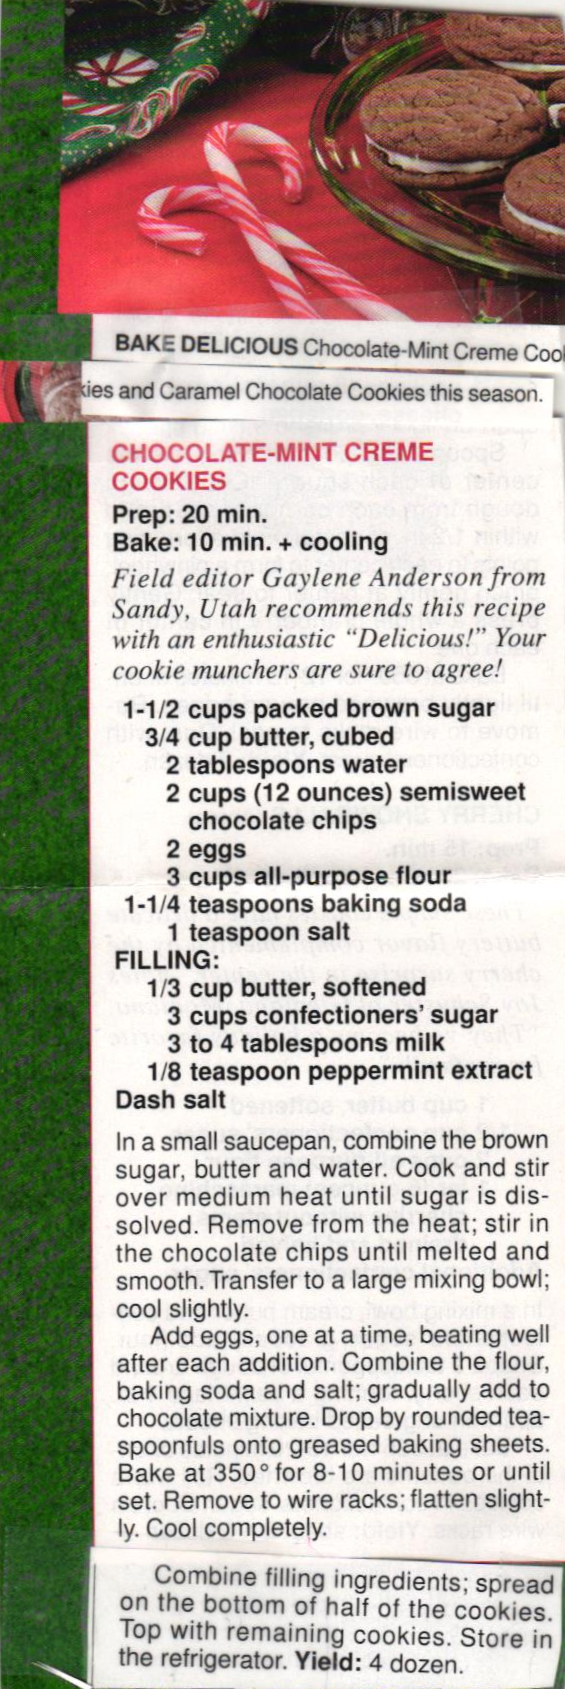 BAKE DELICIOUS Chocolate-Mint Creme Cool
kies and Caramel Chocolate Cookies this season.
CHOCOLATE-MINT CREME
COOKIES
Prep: 20 min.
Bake: 10 min. + cooling
Field editor Gaylene Anderson from
Sandy, Utah recommends this recipe
with an enthusiastic “Delicious!” Your
cookie munchers are sure to agree!
1-1/2 cups packed brown sugar
3/4 cup butter, cubed
2 tablespoons water
2 cups (12 ounces) semisweet
chocolate chips
2 eggs
3 cups all-purpose flour
1-1/4 teaspoons baking soda
1 teaspoon salt
FILLING:
1/3 cup butter, softened
3 cups confectioners’ sugar
3 to 4 tablespoons milk
1/8 teaspoon peppermint extract
Dash salt
In a small saucepan, combine the brown
sugar, butter and water. Cook and stir
over medium heat until sugar is dis-
solved. Remove from the heat; stir in
the chocolate chips until melted and
smooth. Transfer to a large mixing bowl;
cool slightly.
Add eggs, one at a time, beating well
after each addition. Combine the flour,
baking soda and salt; gradually add to
chocolate mixture. Drop by rounded tea-
spoonfuls onto greased baking sheets.
Bake at 350° for 8-10 minutes or until
set. Remove to wire racks; flatten slight-
ly. Cool completely.
Combine filling ingredients; spread
on the bottom of half of the cookies.
Top with remaining cookies. Store in
the refrigerator. Yield: 4 dozen.